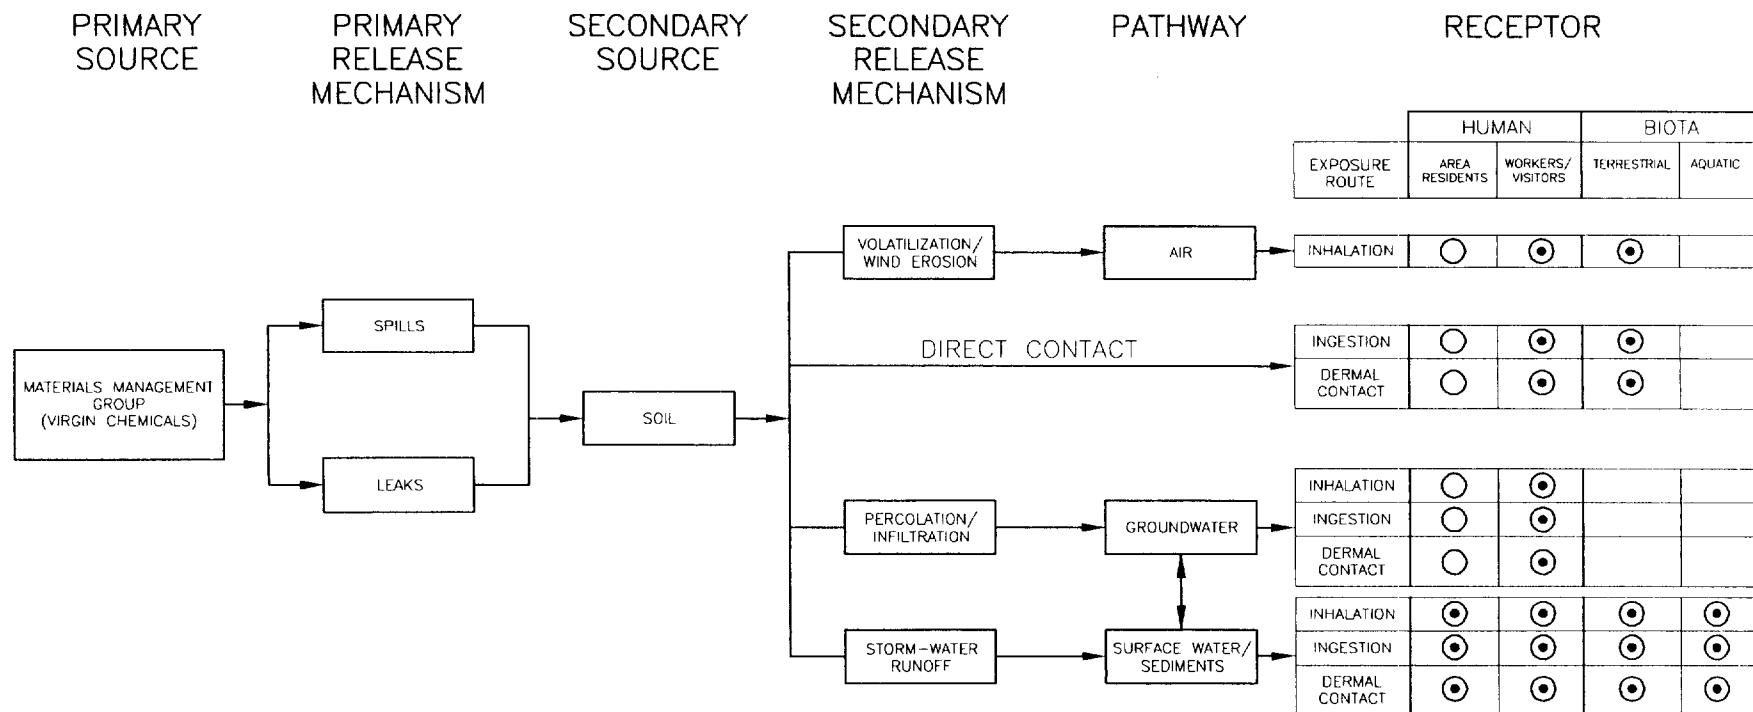 PRIMARY
SOURCE
PRIMARY
RELEASE
MECHANISM
SECONDARY
SOURCE
SECONDARY
RELEASE
MECHANISM
PATHWAY
RECEPTOR
HUMAN
BIOTA
EXPOSURE
ROUTE
AREA
RESIDENTS
WORKERS/
VISITORS
TERRESTRIAL
AQUATIC
MATERIALS MANAGEMENT
GROUP
(VIRGIN CHEMICALS)
SPILLS
LEAKS
SOIL
VOLATILIZATION/
WIND EROSION
AIR
INHALATION
DIRECT CONTACT
INGESTION
DERMAL
CONTACT
PERCOLATION/
INFILTRATION
GROUNDWATER
INHALATION
INGESTION
DERMAL
CONTACT
STORM-WATER
RUNOFF
SURFACE WATER/
SEDIMENTS
INHALATION
INGESTION
DERMAL
CONTACT